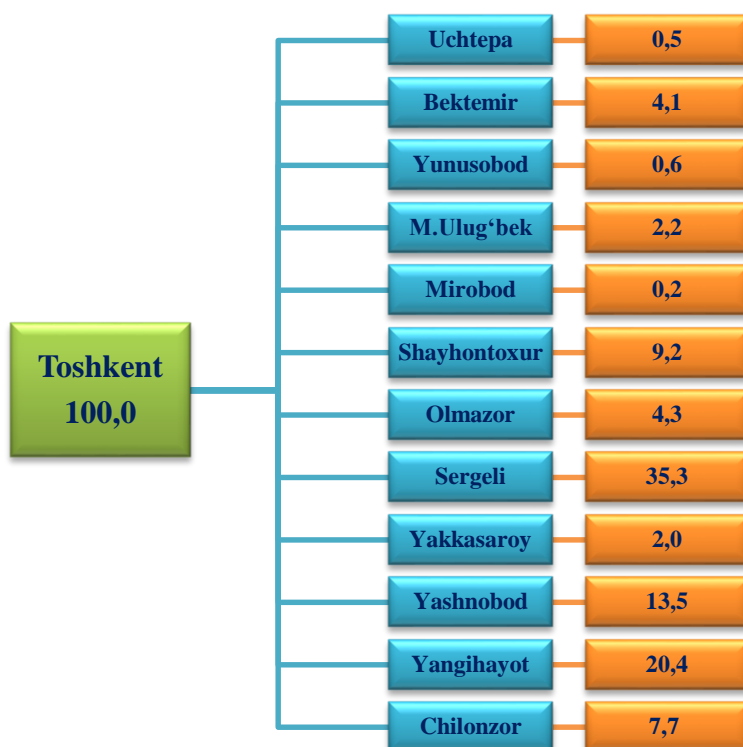 Toshkent
100,0
Uchtepa 0,5
Bektemir 4,1
Yunusobod 0,6
M.Ulug‘bek 2,2
Mirobod 0,2
Shayhontoxur 9,2
Olmazor 4,3
Sergeli 35,3
Yakkasaroy 2,0
Yashnobod 13,5
Yangihayot 20,4
Chilonzor 7,7